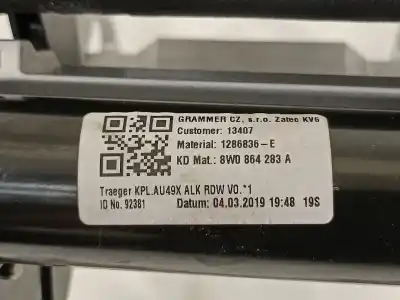 GRAMMER CZ, s.r.o. Zatec KV6
Customer: 13407
Material: 1286836-E
KD Mat.: 8W0 864 283 A
Traeger KPL.AU49X ALK RDW V0.*1
ID No. 92381 Datum: 04.03.2019 19:48 19S